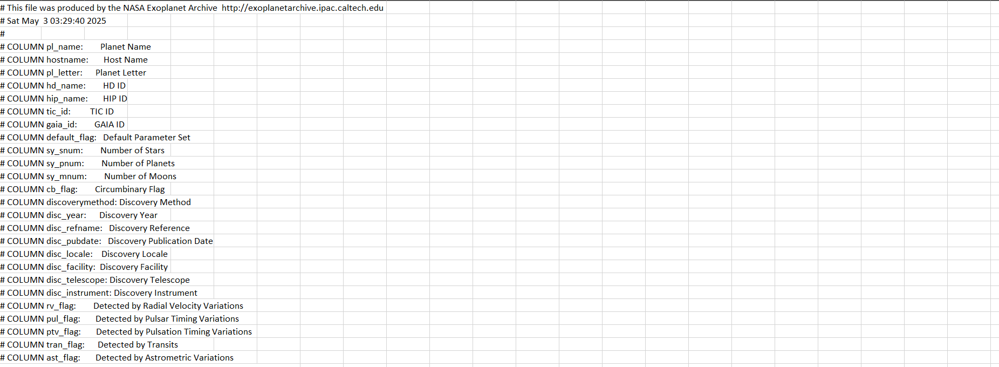 # This file was produced by the NASA Exoplanet Archive  http://exoplanetarchive.ipac.caltech.edu
# Sat May  3 03:29:40 2025
#
# COLUMN pl_name:        Planet Name
# COLUMN hostname:       Host Name
# COLUMN pl_letter:      Planet Letter
# COLUMN hd_name:        HD ID
# COLUMN hip_name:       HIP ID
# COLUMN tic_id:         TIC ID
# COLUMN gaia_id:        GAIA ID
# COLUMN default_flag:   Default Parameter Set
# COLUMN sy_snum:        Number of Stars
# COLUMN sy_pnum:        Number of Planets
# COLUMN sy_mnum:        Number of Moons
# COLUMN cb_flag:        Circumbinary Flag
# COLUMN discoverymethod: Discovery Method
# COLUMN disc_year:      Discovery Year
# COLUMN disc_refname:   Discovery Reference
# COLUMN disc_pubdate:   Discovery Publication Date
# COLUMN disc_locale:    Discovery Locale
# COLUMN disc_facility:  Discovery Facility
# COLUMN disc_telescope: Discovery Telescope
# COLUMN disc_instrument: Discovery Instrument
# COLUMN rv_flag:        Detected by Radial Velocity Variations
# COLUMN pul_flag:       Detected by Pulsar Timing Variations
# COLUMN ptv_flag:       Detected by Pulsation Timing Variations
# COLUMN tran_flag:      Detected by Transits
# COLUMN ast_flag:       Detected by Astrometric Variations